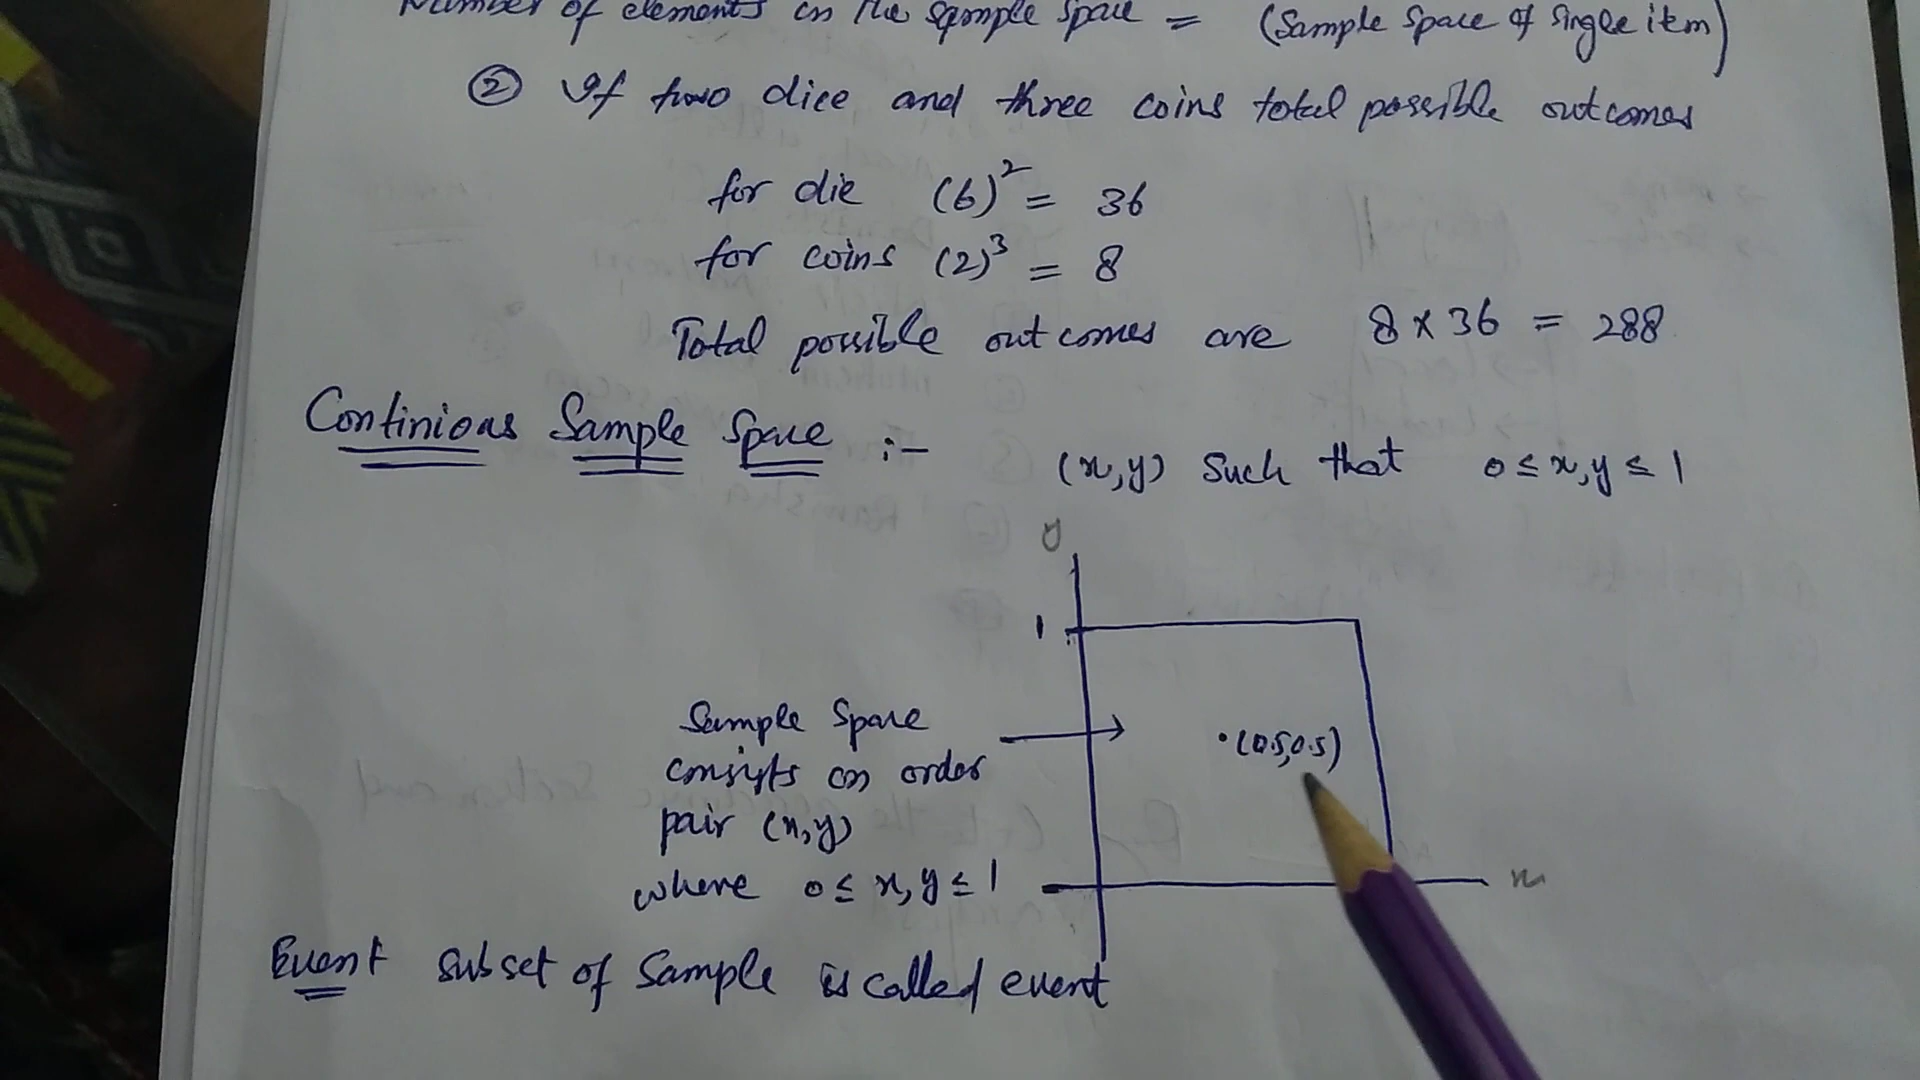 Number of elements in the sample space = (Sample Space of Single item)
② If two dice and three coins total possible outcomes
for die (6)² = 36
for coins (2)³ = 8
Total possible outcomes are 8 x 36 = 288
Continious Sample Space :-
(x,y) Such that 0 ≤ x,y ≤ 1
y
1
Sample Space
consists on order
pair (x,y)
where 0 ≤ x,y ≤ 1
(0.5,0.5)
x
Event subset of Sample is called event